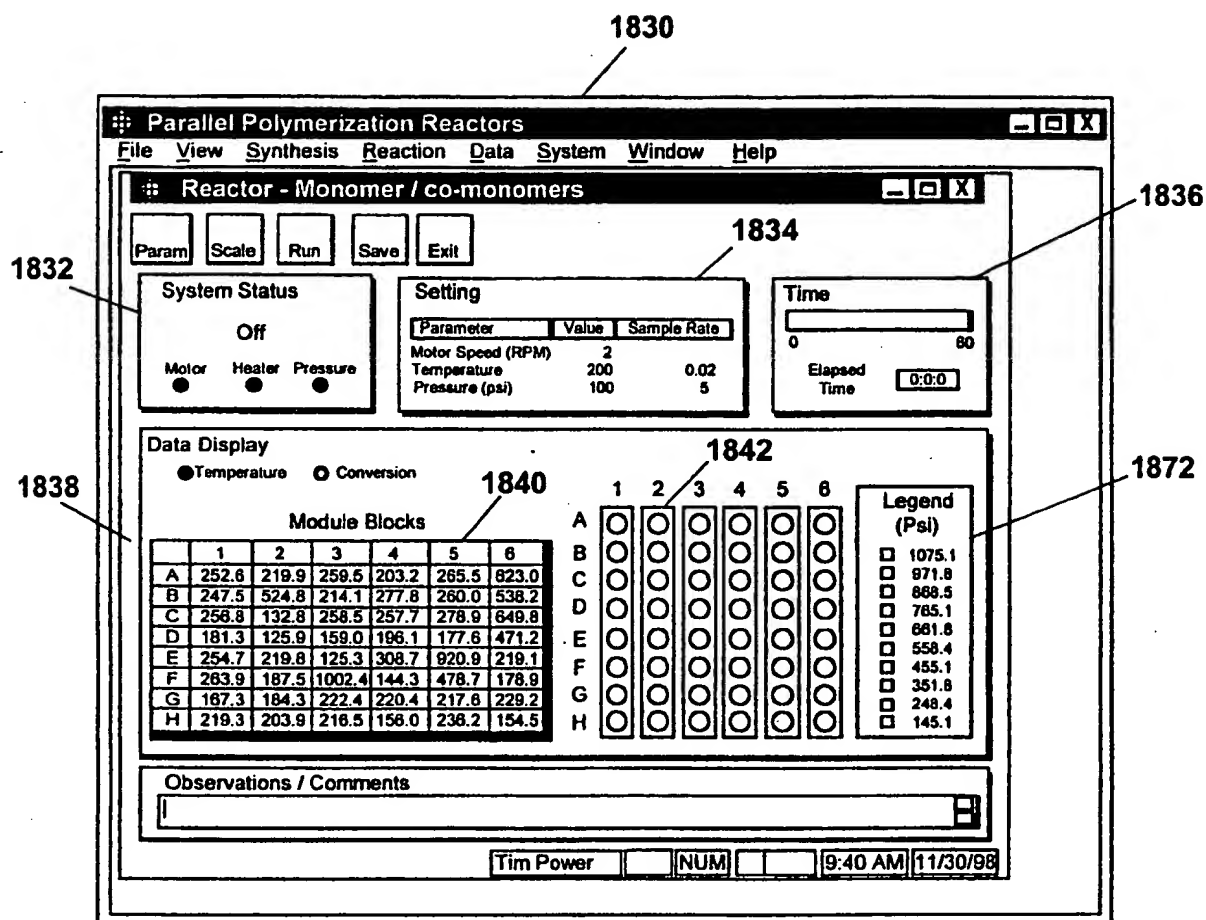 1830
Parallel Polymerization Reactors
File View Synthesis Reaction Data System Window Help
Reactor - Monomer / co-monomers
1836
Param Scale Run Save Exit
1834
1832
System Status
Off
Motor Heater Pressure
Setting
Parameter Value Sample Rate
Motor Speed (RPM) 2
Temperature 200 0.02
Pressure (psi) 100 5
Time
0 60
Elapsed Time 0:0:0
Data Display
Temperature Conversion
1838
1840
1842
1872
Module Blocks
1 2 3 4 5 6
A 252.6 219.9 259.5 203.2 265.5 823.0
B 247.5 524.8 214.1 277.8 260.0 538.2
C 256.8 132.8 258.5 257.7 278.9 649.8
D 181.3 125.9 159.0 196.1 177.6 471.2
E 254.7 219.8 125.3 308.7 920.9 219.1
F 263.9 187.5 1002.4 144.3 478.7 178.9
G 167.3 184.3 222.4 220.4 217.6 229.2
H 219.3 203.9 216.5 156.0 236.2 154.5
1 2 3 4 5 6
A
B
C
D
E
F
G
H
Legend
(Psi)
1075.1
971.8
868.5
765.1
661.8
558.4
455.1
351.8
248.4
145.1
Observations / Comments
Tim Power NUM 9:40 AM 11/30/98